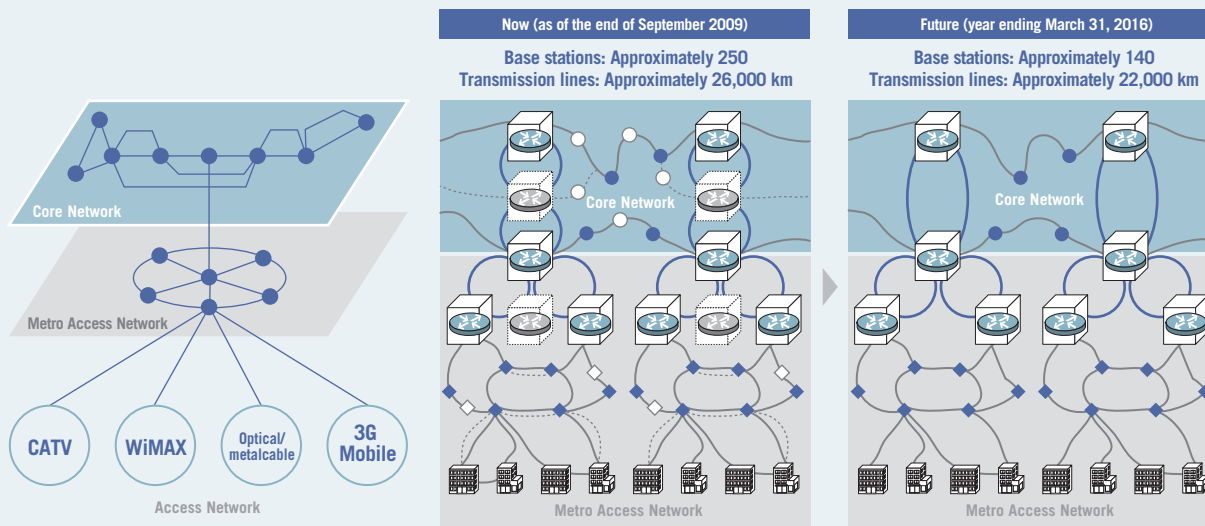 Core Network
Metro Access Network
CATV
WiMAX
Optical/
metalcable
3G
Mobile
Access Network
Now (as of the end of September 2009)
Base stations: Approximately 250
Transmission lines: Approximately 26,000 km
Core Network
Metro Access Network
Future (year ending March 31, 2016)
Base stations: Approximately 140
Transmission lines: Approximately 22,000 km
Core Network
Metro Access Network